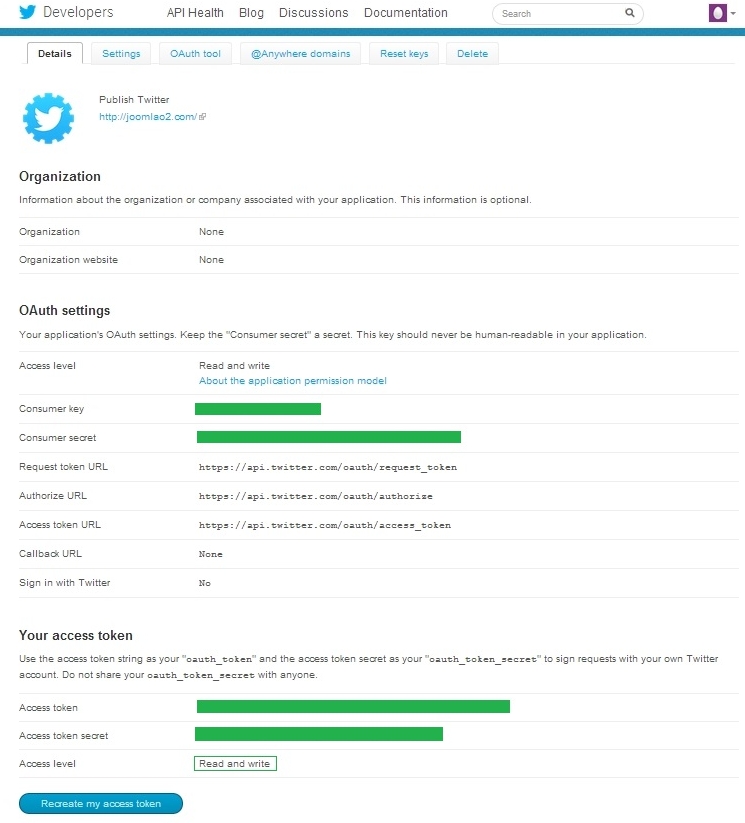 Developers API Health Blog Discussions Documentation Search
Details Settings OAuth tool @Anywhere domains Reset keys Delete
Publish Twitter
http://joomlao2.com/
Organization
Information about the organization or company associated with your application. This information is optional.
Organization None
Organization website None
OAuth settings
Your application's OAuth settings. Keep the "Consumer secret" a secret. This key should never be human-readable in your application.
Access level Read and write
About the application permission model
Consumer key
Consumer secret
Request token URL https://api.twitter.com/oauth/request_token
Authorize URL https://api.twitter.com/oauth/authorize
Access token URL https://api.twitter.com/oauth/access_token
Callback URL None
Sign in with Twitter No
Your access token
Use the access token string as your "oauth_token" and the access token secret as your "oauth_token_secret" to sign requests with your own Twitter
account. Do not share your oauth_token_secret with anyone.
Access token
Access token secret
Access level Read and write
Recreate my access token